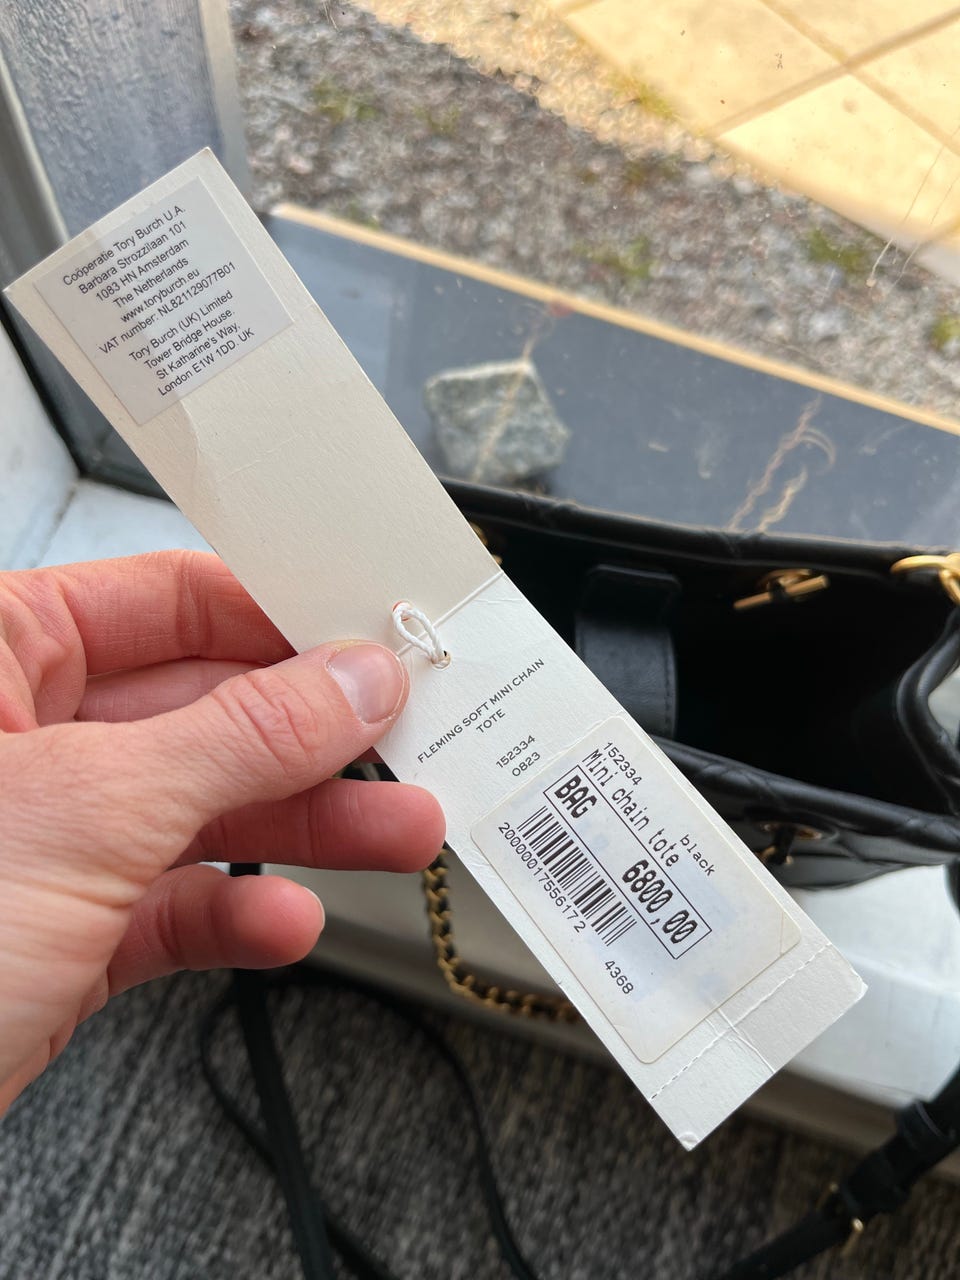 Coöperatie Tory Burch U.A.
Barbara Strozzilaan 101
1083 HN Amsterdam
The Netherlands
www.toryburch.eu
VAT number: NL821129077B01
Tory Burch (UK) Limited
Tower Bridge House.
St Katharine's Way,
London E1W 1DD. UK
FLEMING SOFT MINI CHAIN
TOTE
152334
0823
152334
Mini chain tote black
BAG 6800,00
20000017556172
4368